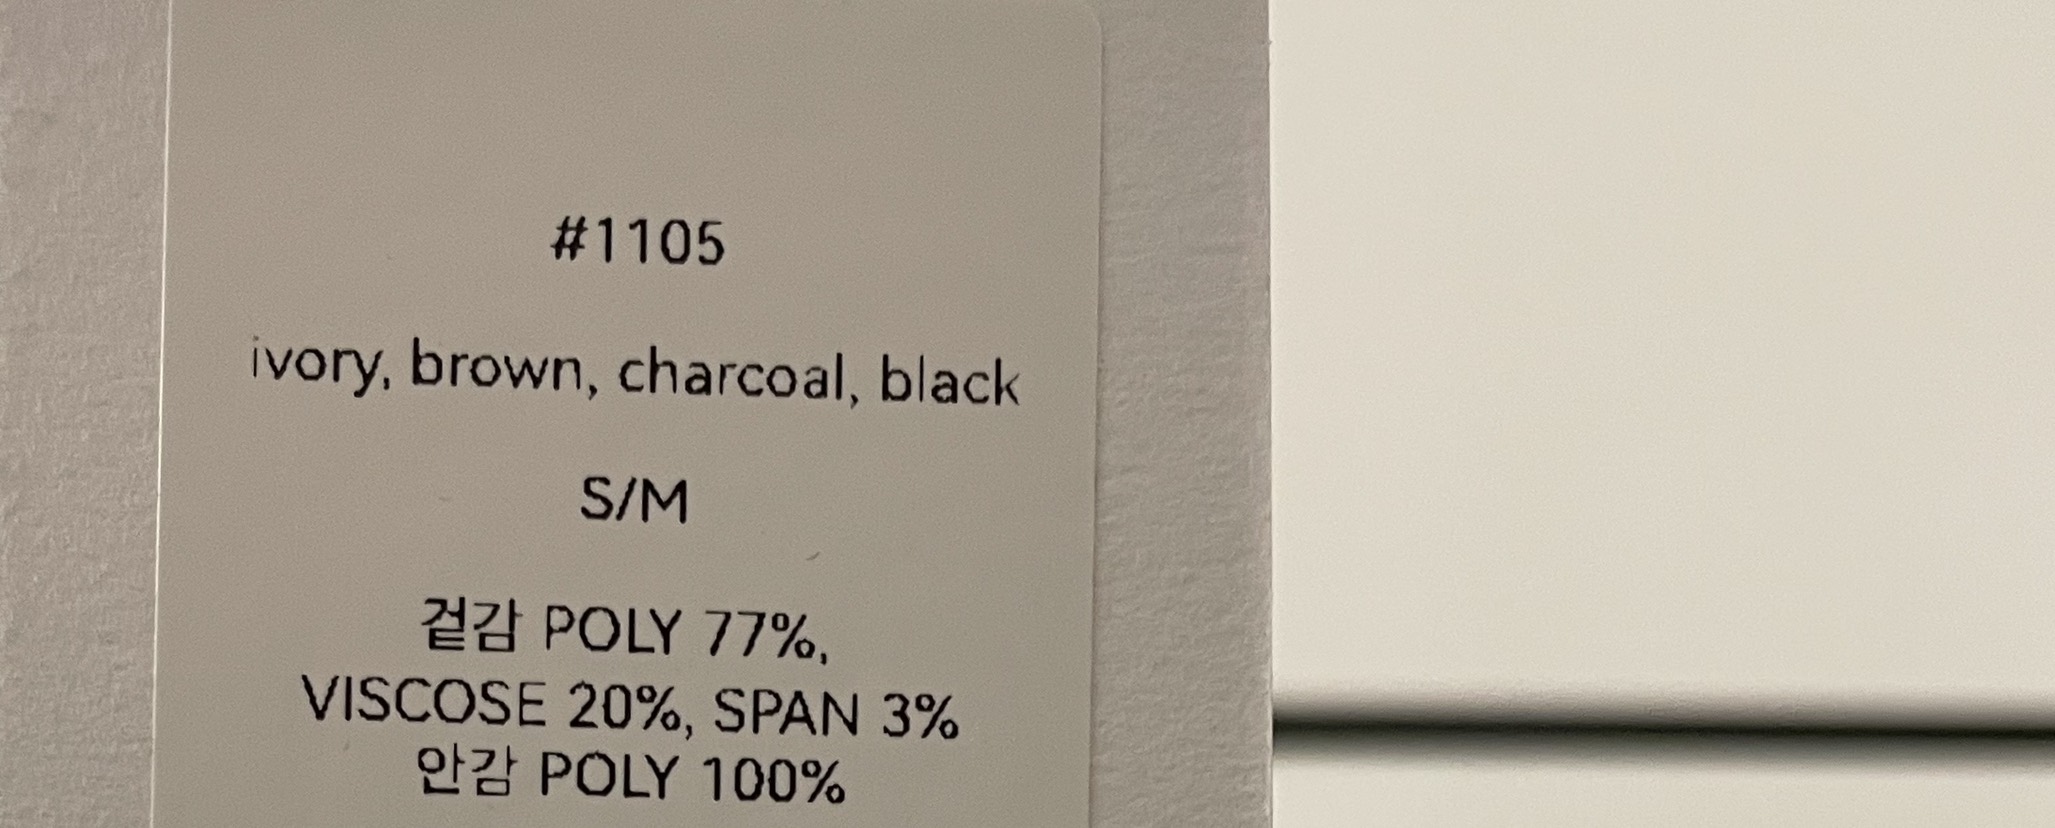 #1105
ivory, brown, charcoal, black
S/M
겉감 POLY 77%,
VISCOSE 20%, SPAN 3%
안감 POLY 100%